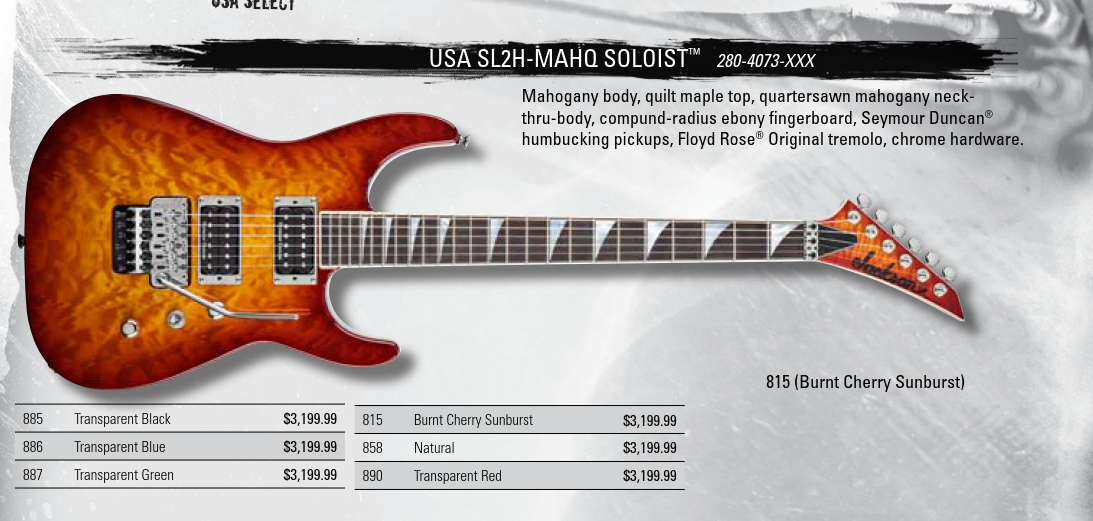 USA SELECT
USA SL2H-MAHQ SOLOIST™ 280-4073-XXX
Mahogany body, quilt maple top, quartersawn mahogany neck-
thru-body, compund-radius ebony fingerboard, Seymour Duncan®
humbucking pickups, Floyd Rose® Original tremolo, chrome hardware.
Jackson
815 (Burnt Cherry Sunburst)
885 Transparent Black $3,199.99
886 Transparent Blue $3,199.99
887 Transparent Green $3,199.99
815 Burnt Cherry Sunburst $3,199.99
858 Natural $3,199.99
890 Transparent Red $3,199.99